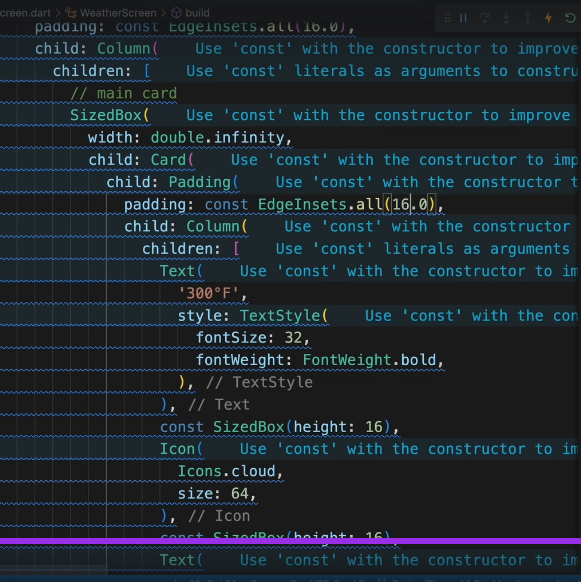 creen.dart > WeatherScreen > build
padding: const EdgeInsets.all(16.0),
child: Column(    Use 'const' with the constructor to improve
children: [    Use 'const' literals as arguments to constru
// main card
SizedBox(    Use 'const' with the constructor to improve
width: double.infinity,
child: Card(    Use 'const' with the constructor to imp
child: Padding(    Use 'const' with the constructor t
padding: const EdgeInsets.all(16.0),
child: Column(    Use 'const' with the constructor
children: [    Use 'const' literals as arguments
Text(    Use 'const' with the constructor to im
'300°F',
style: TextStyle(    Use 'const' with the con
fontSize: 32,
fontWeight: FontWeight.bold,
), // TextStyle
), // Text
const SizedBox(height: 16),
Icon(    Use 'const' with the constructor to im
Icons.cloud,
size: 64,
), // Icon
const SizedBox(height: 16),
Text(    Use 'const' with the constructor to im